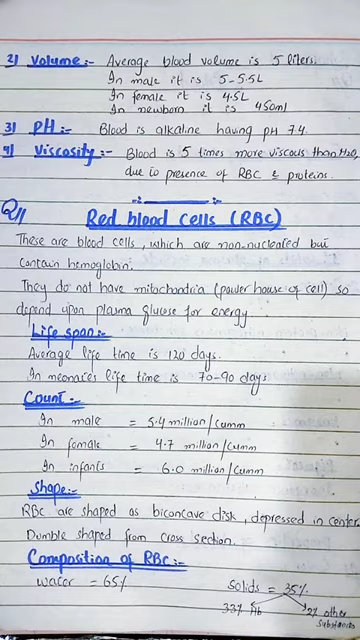 2) Volume:- Average blood volume is 5 liters.
In male it is 5-5.5L
In female it is 4.5L
In newborn it is 450ml
3) PH:- Blood is alkaline having pH 7.4.
4) Viscosity:- Blood is 5 times more viscous than H2O,
due to presence of RBC & proteins.
Q11
Red blood Cells (RBC)
These are blood cells, which are non-nucleated but
contain hemoglobin.
They do not have mitochondria (power house of cell) so
depend upon plasma glucose for energy
Life span:-
Average life time is 120 days.
In neonates life time is 70-90 days.
Count:-
In male = 5.4 million/cumm
In female = 4.7 million/cumm
In infants = 6.0 million/cumm
Shape:-
RBC are shaped as biconcave disk, depressed in center.
Dumble shaped from cross section.
Composition of RBC:-
water = 65%
Solids = 35%
33% Hb
2% other
substances